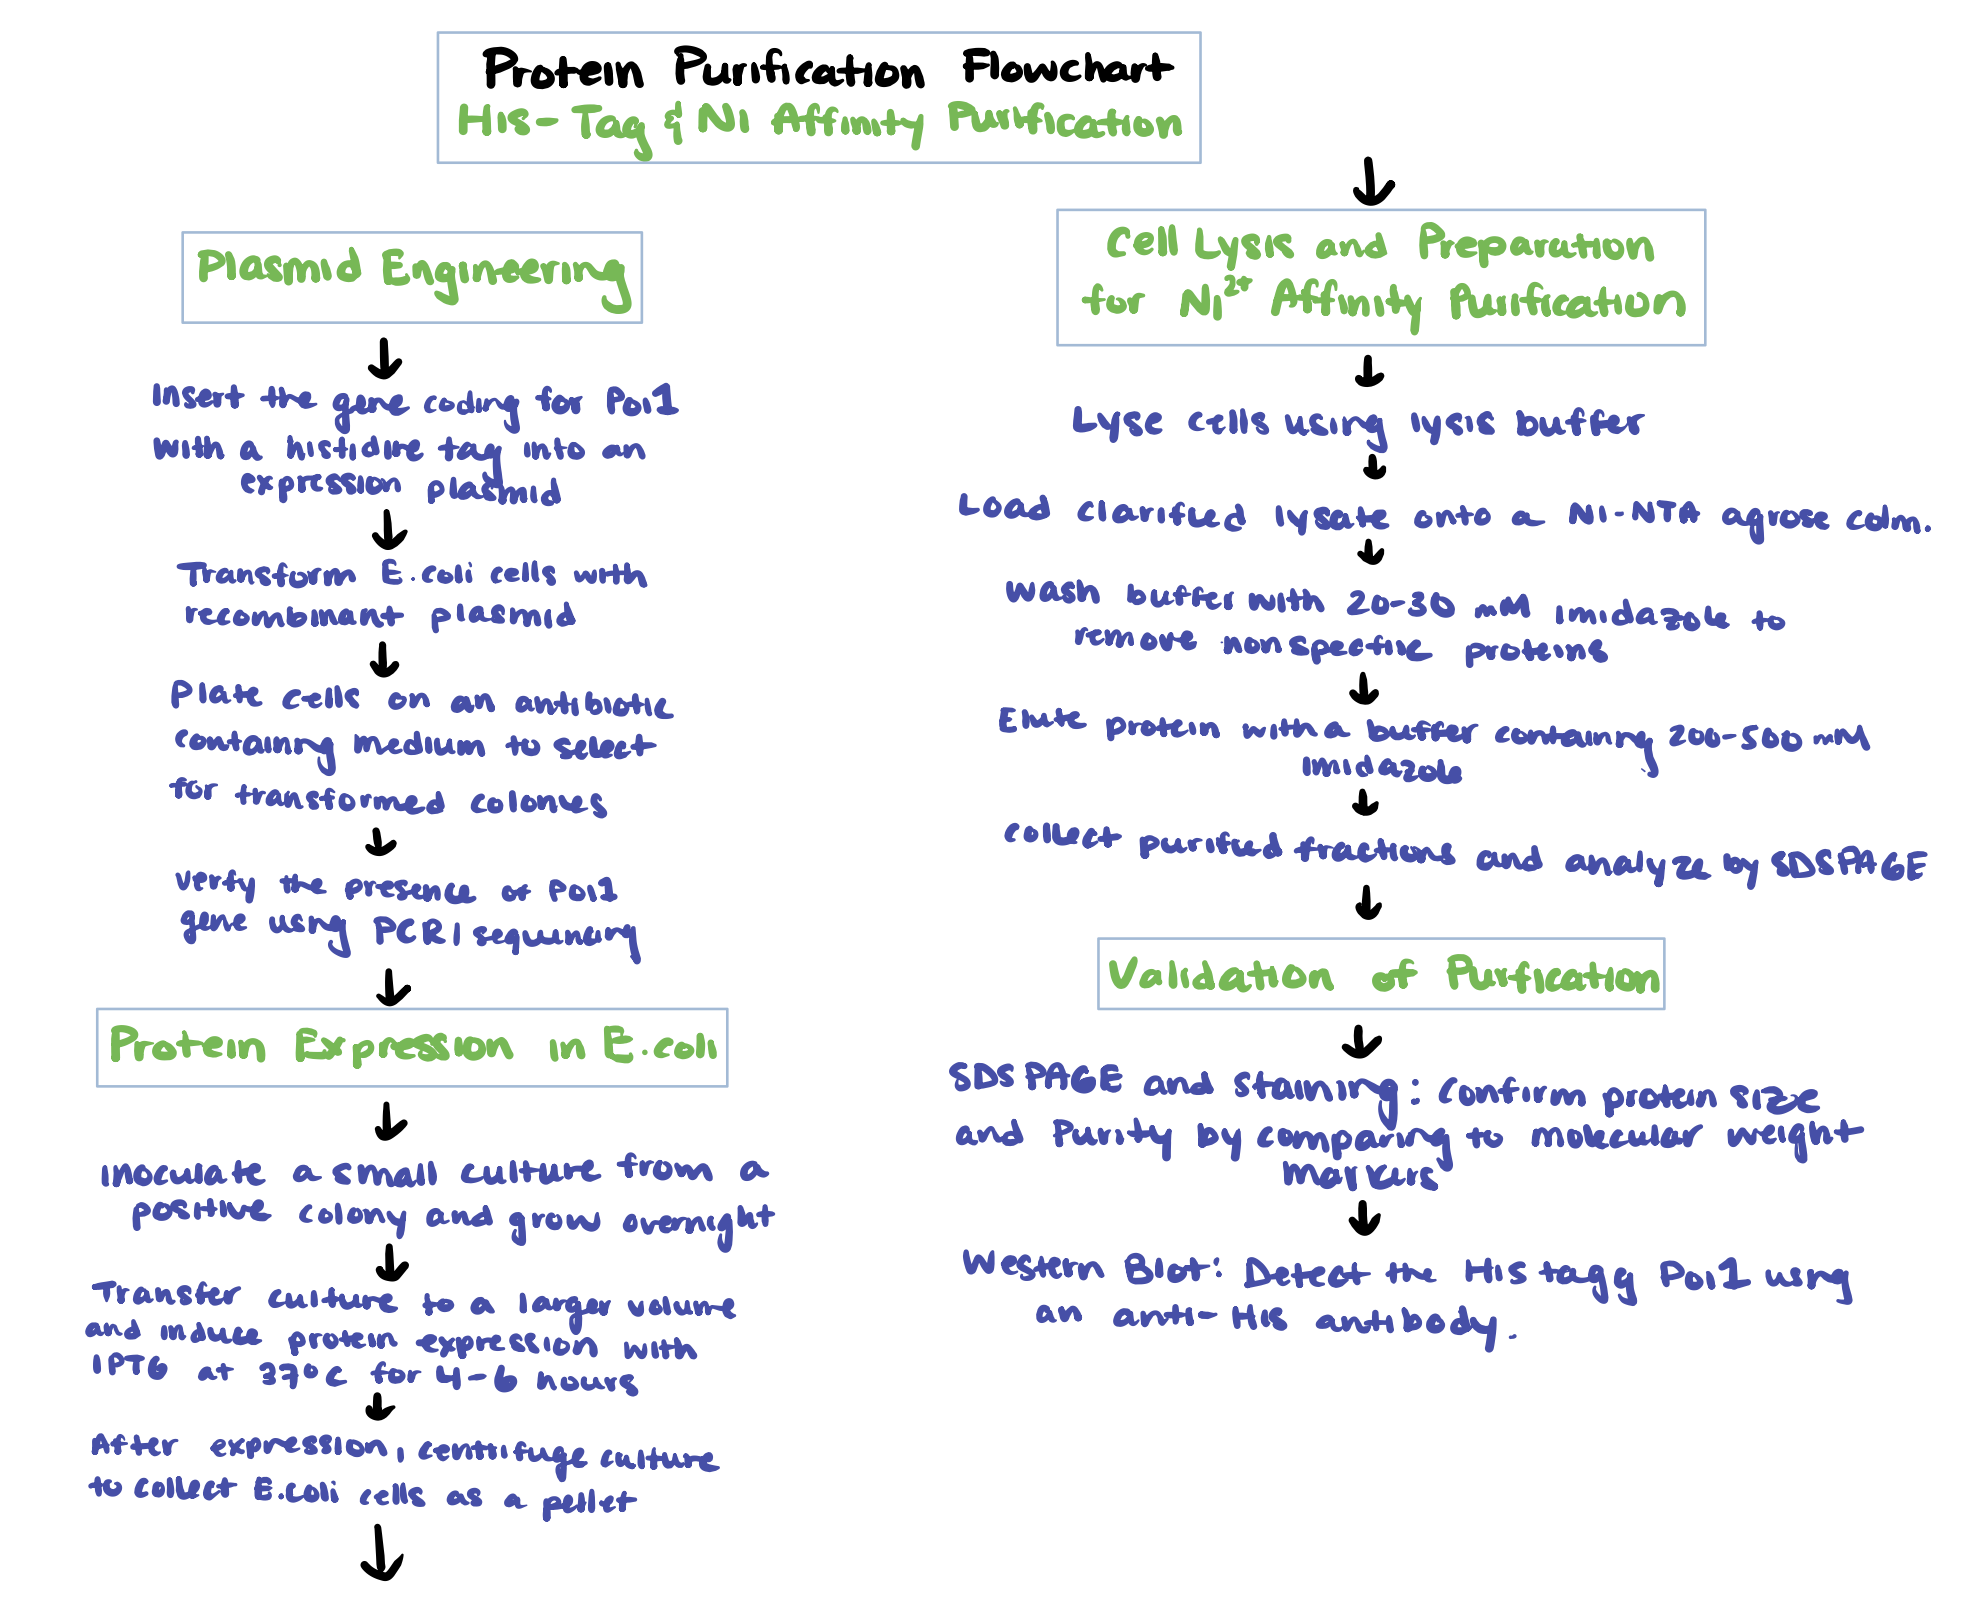 Protein Purification Flowchart
His-Tag & Ni Affinity Purification
Plasmid Engineering
Insert the gene coding for Poi1
with a histidine tag into an
expression plasmid
Transform E.coli cells with
recombinant plasmid
Plate cells on an antibiotic
containing medium to select
for transformed colonies
verfy the presence of Poi1
gene using PCR I sequuncing
Protein Expression in E.coli
inoculate a small culture from a
positive colony and grow overnight
Transfer culture to a larger volume
and induce protein expression with
IPTG at 37°C for 4-6 hours
After expression, centrifuge culture
to collect E.coli cells as a pellet
Cell Lysis and Preparation
for Ni²⁺ Affinity Purification
Lyse cells using lysis buffer
Load clarified lysate onto a Ni-NTA agrose colm.
wash buffer with 20-30 mM imidazole to
remove nonspecific proteins
Elute protein with a buffer containing 200-500 mM
imidazole
collect purified fractions and analyze by SDSPAGE
Validation of Purfication
SDS PAGE and staining: confirm protein size
and Purity by comparing to molecular weight
markers
Western Blot: Detect the His tagg Poi1 using
an anti-His antibody.